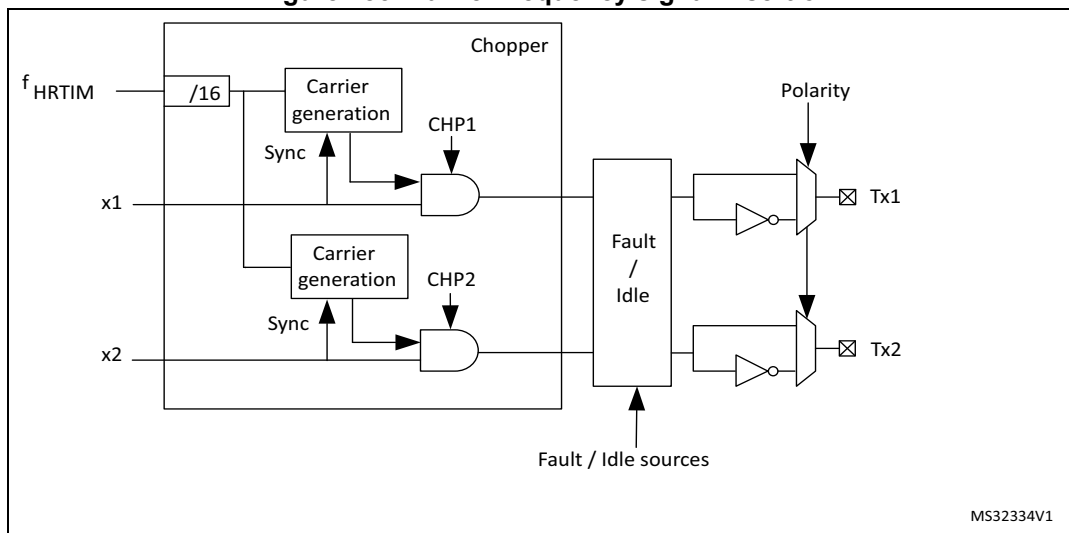 Chopper
f HRTIM
/16
Carrier
generation
CHP1
Polarity
Sync
x1
Tx1
Carrier
generation
CHP2
Fault
/
Idle
Sync
x2
Tx2
Fault / Idle sources
MS32334V1